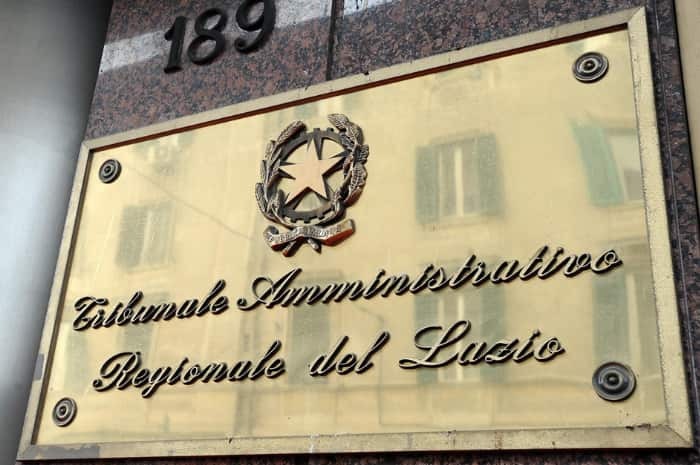 189
Tribunale Amministrativo
Regionale del Lazio